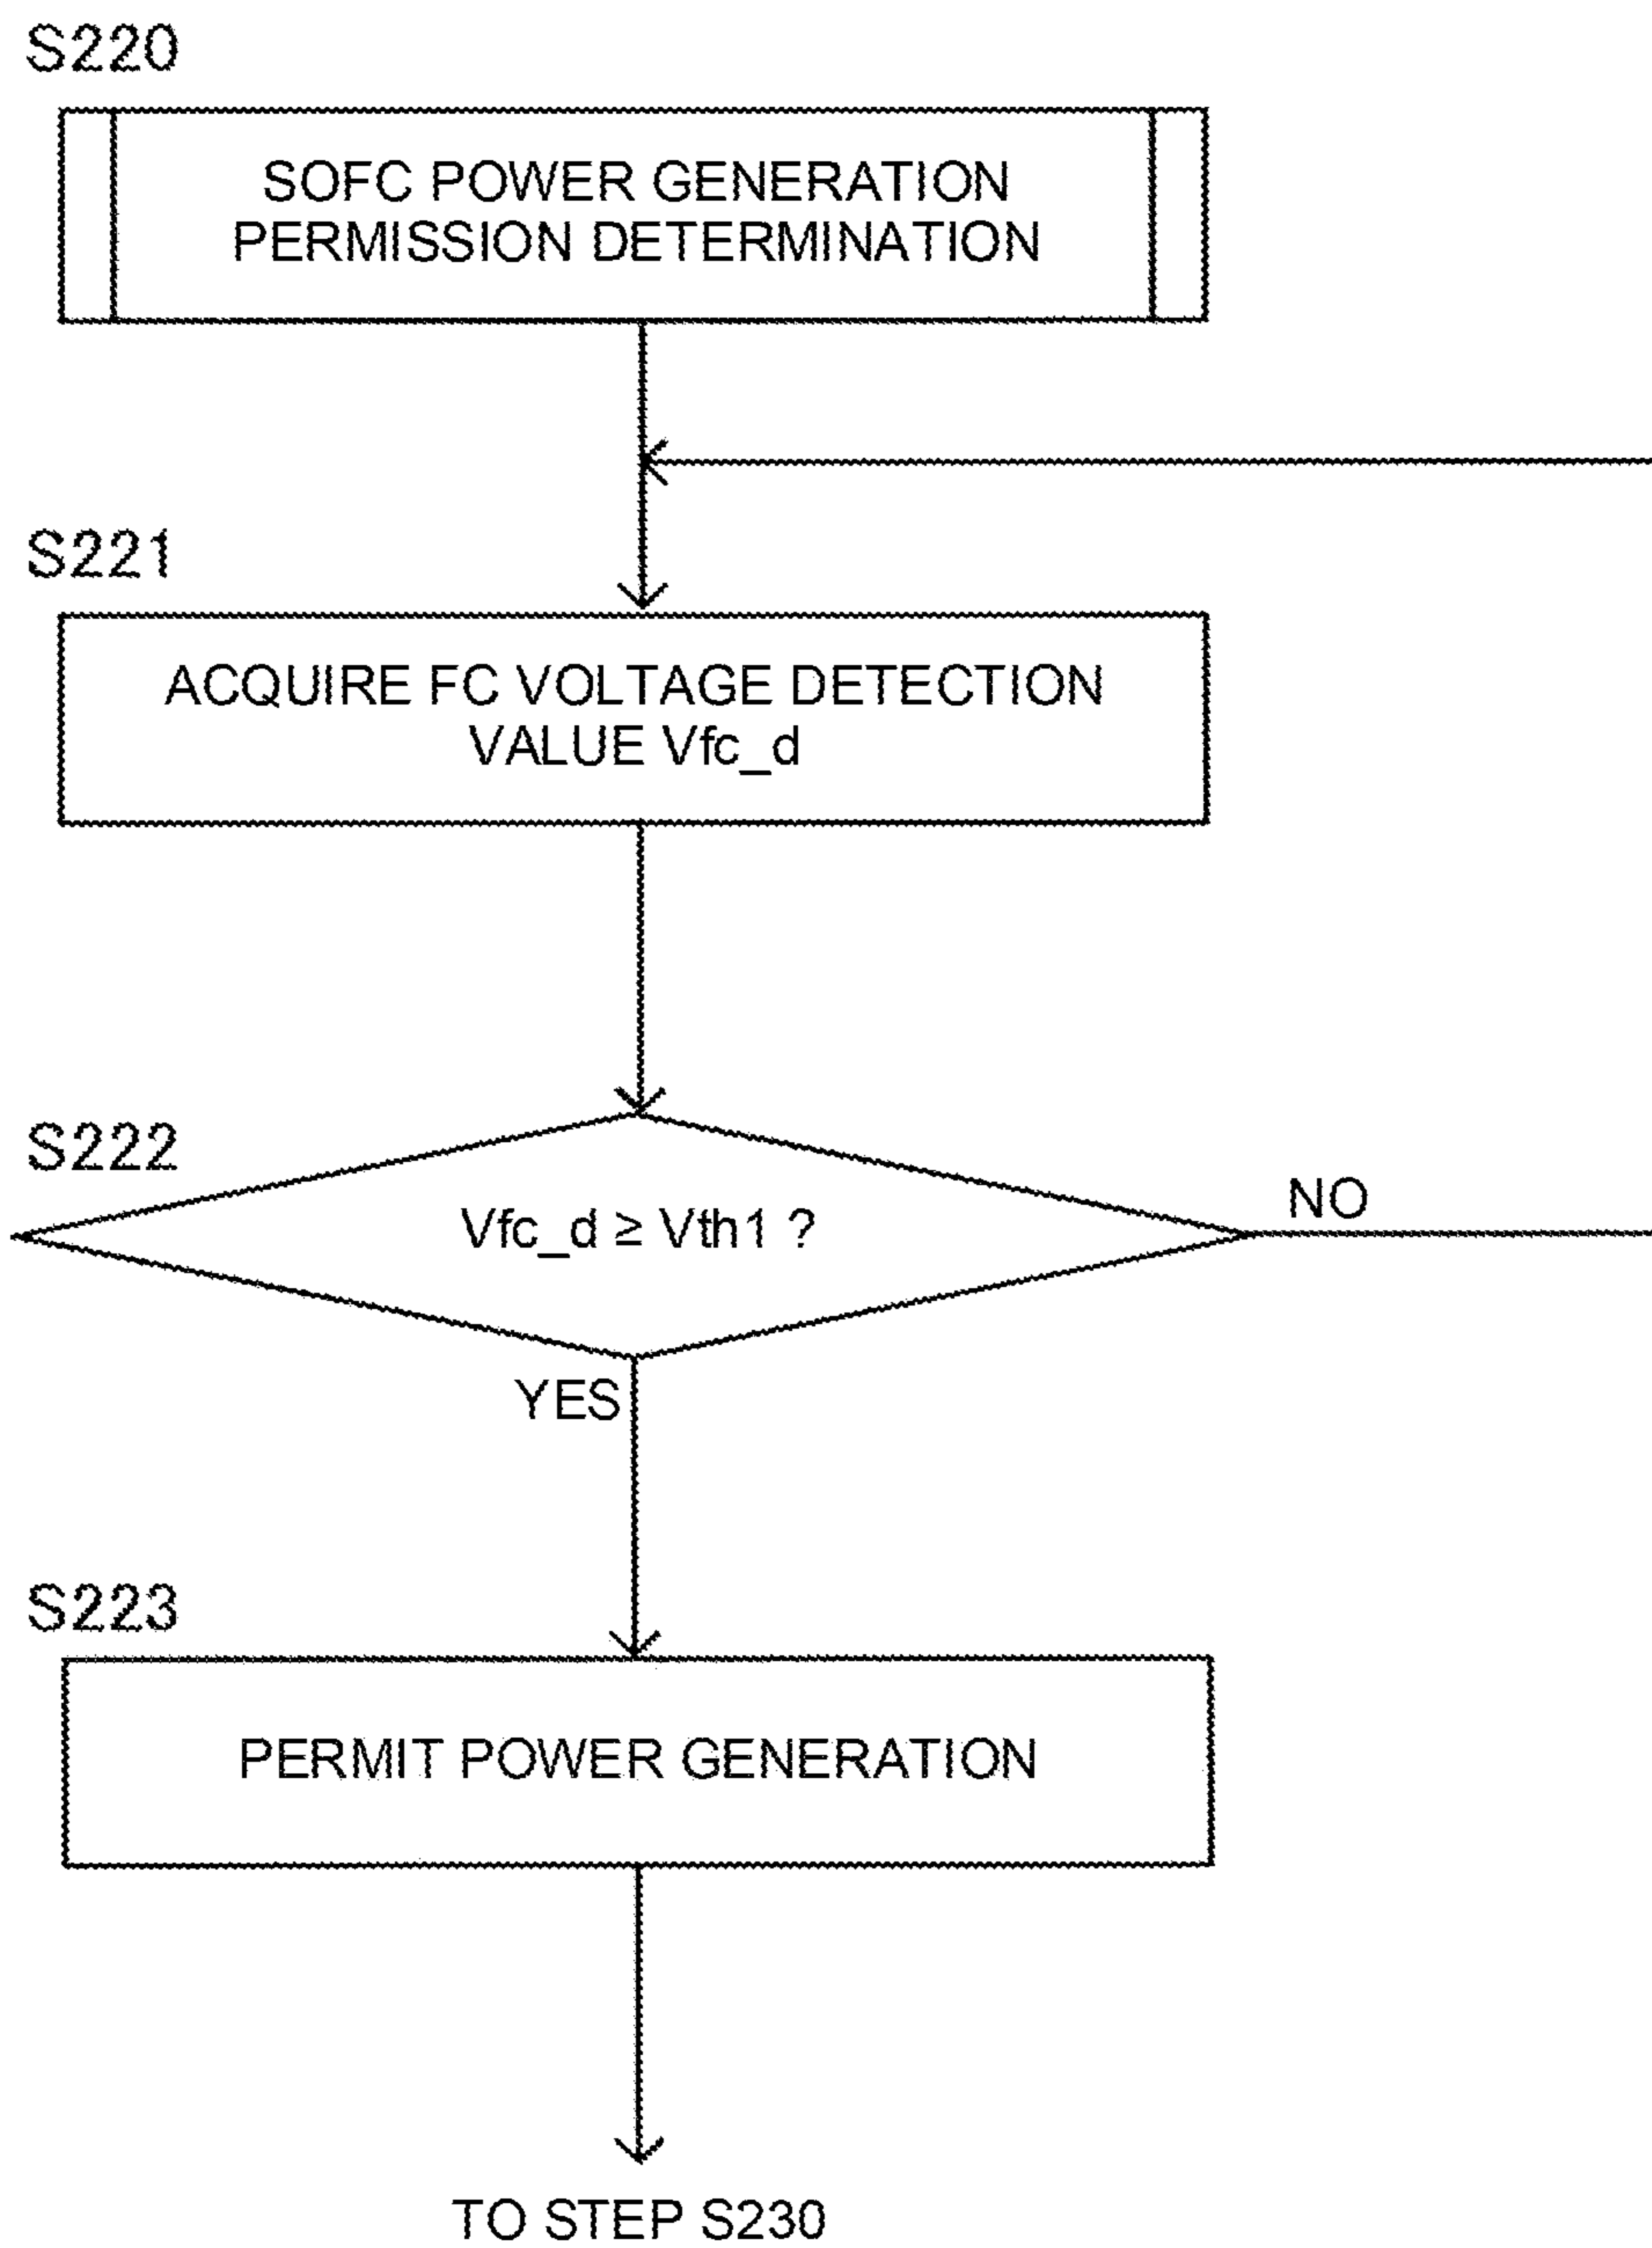 S220
SOFC POWER GENERATION
PERMISSION DETERMINATION
S221
ACQUIRE FC VOLTAGE DETECTION
VALUE Vfc_d
S222
Vfc_d ≥ Vth1 ?
NO
YES
S223
PERMIT POWER GENERATION
TO STEP S230